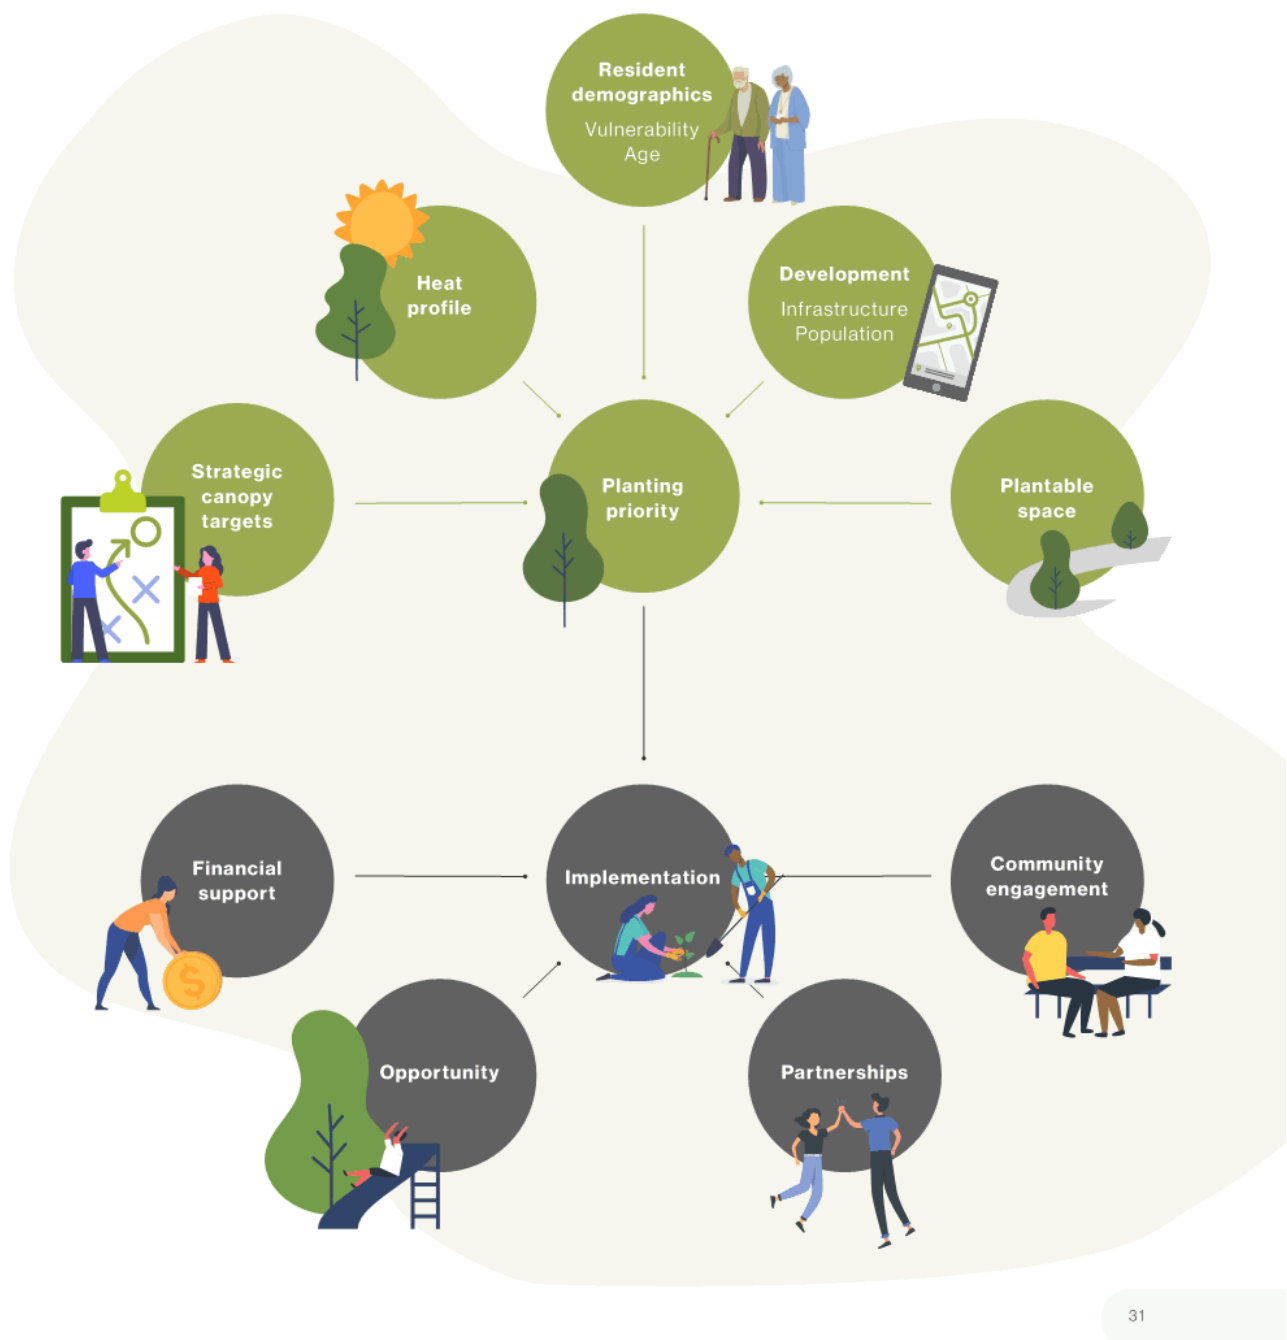 Resident
demographics
Vulnerability
Age
Heat
profile
Development
Infrastructure
Population
Strategic
canopy
targets
Planting
priority
Plantable
space
Financial
support
Implementation
Community
engagement
Opportunity
Partnerships
31